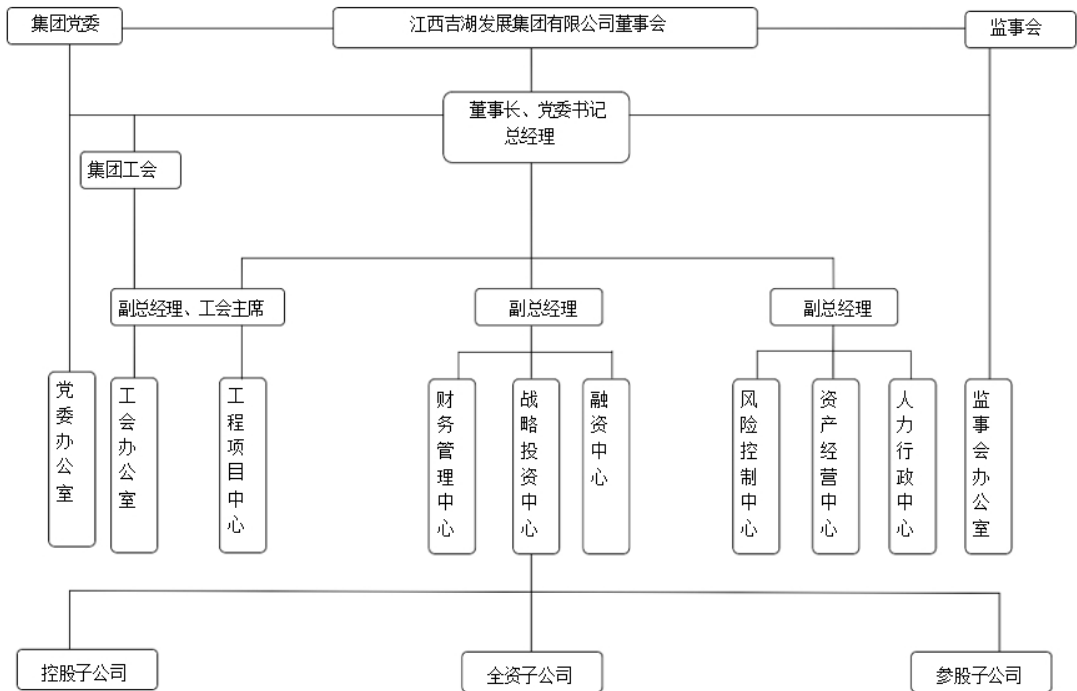 集团党委
江西吉湖发展集团有限公司董事会
监事会
董事长、党委书记
总经理
集团工会
副总经理、工会主席
副总经理
副总经理
党委办公室
工会办公室
工程项目中心
财务管理中心
战略投资中心
融资中心
风险控制中心
资产经营中心
人力行政中心
监事会办公室
控股子公司
全资子公司
参股子公司